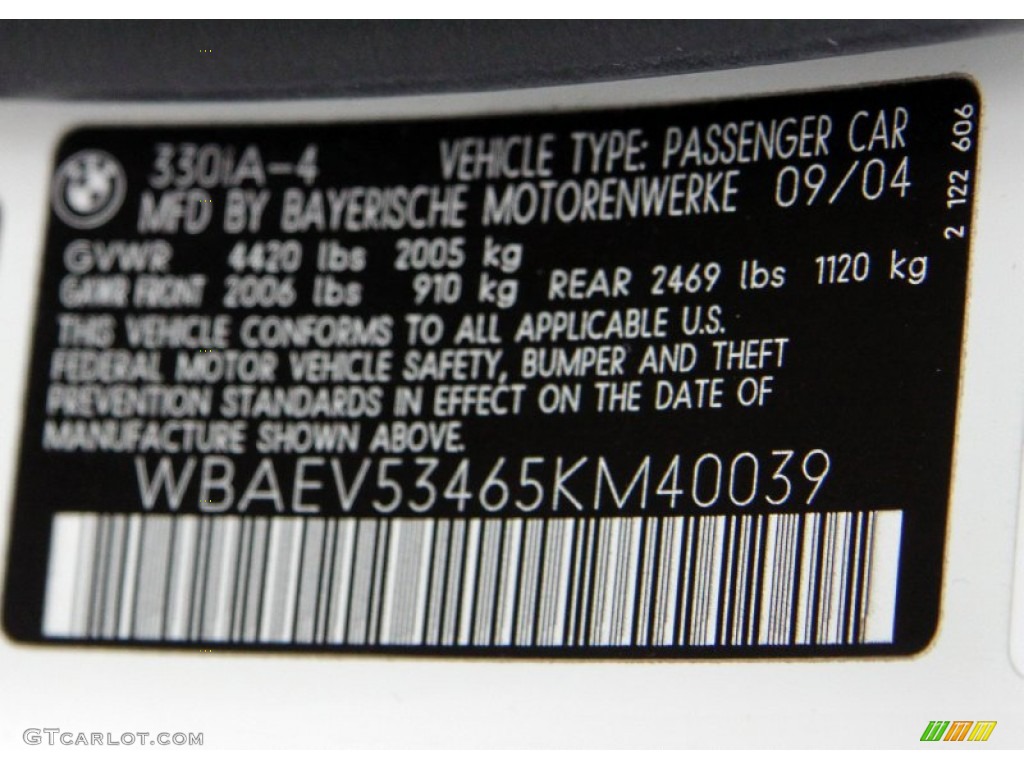 330IA-4 VEHICLE TYPE: PASSENGER CAR
MFD BY BAYERISCHE MOTORENWERKE 09/04
GVWR 4420 lbs 2005 kg
GAWR FRONT 2006 lbs 910 kg REAR 2469 lbs 1120 kg
THIS VEHICLE CONFORMS TO ALL APPLICABLE U.S.
FEDERAL MOTOR VEHICLE SAFETY, BUMPER AND THEFT
PREVENTION STANDARDS IN EFFECT ON THE DATE OF
MANUFACTURE SHOWN ABOVE.
WBAEV53465KM40039
2 122 606
GTCARLOT.COM